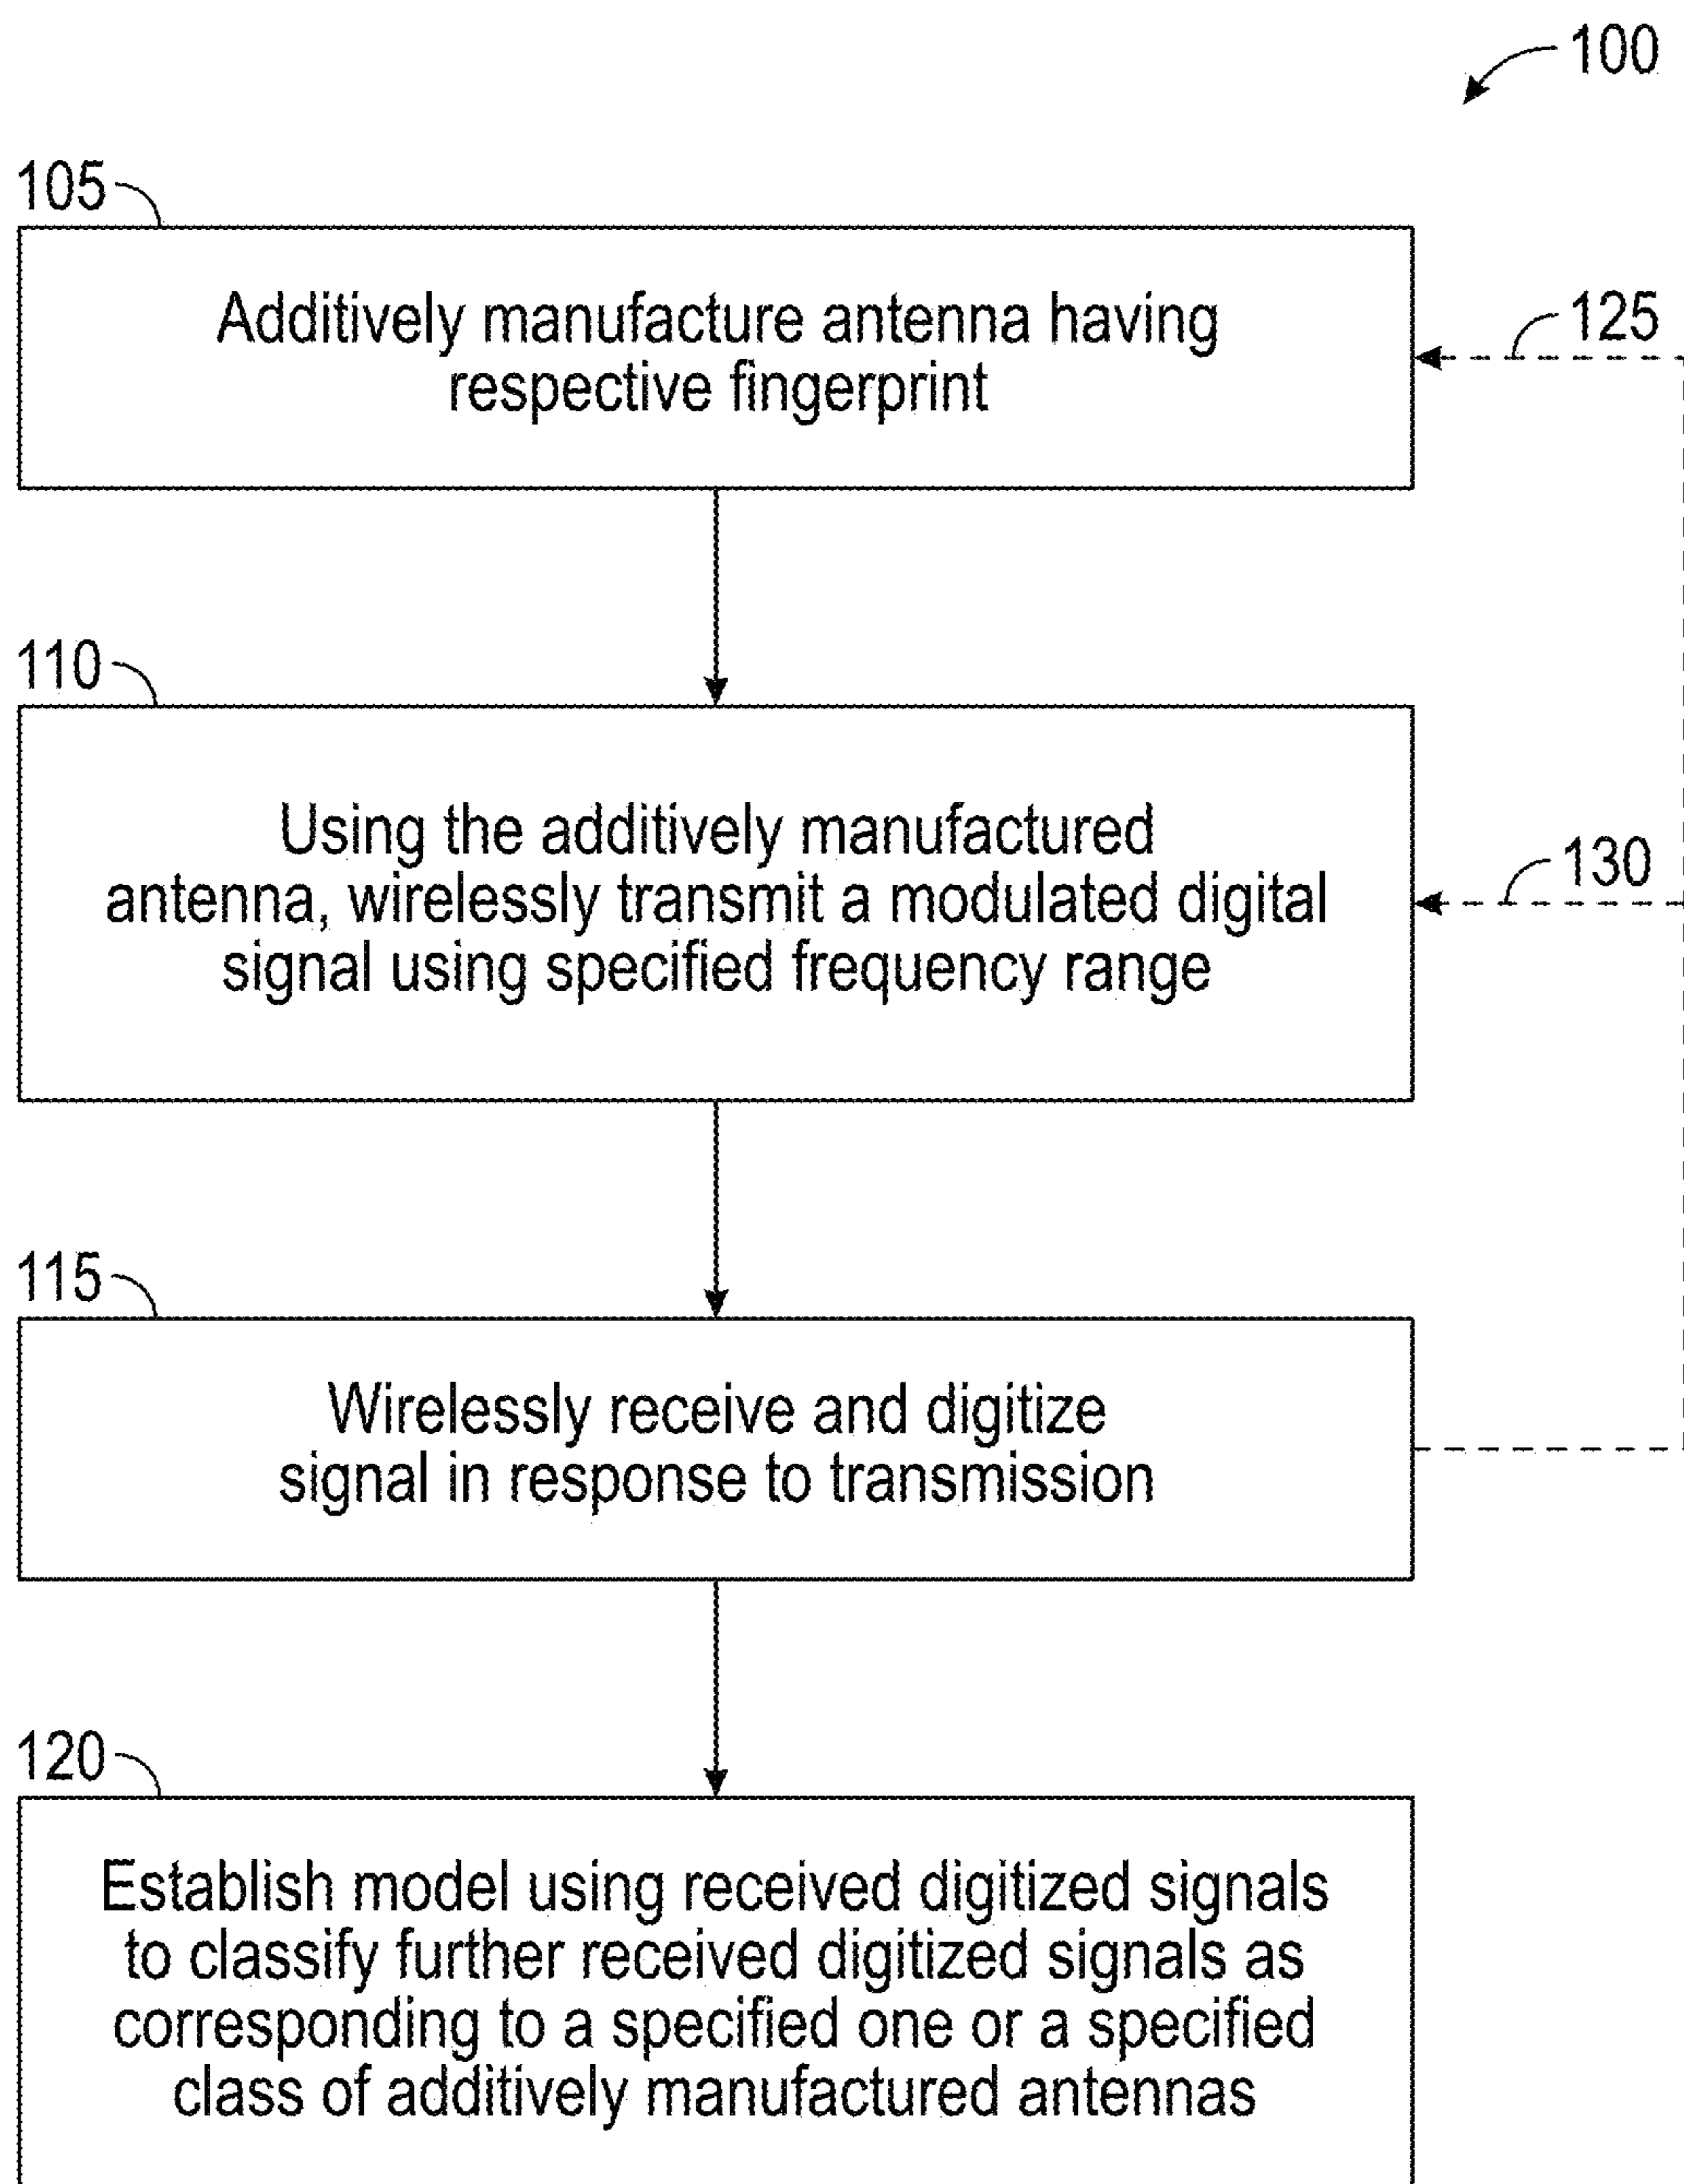 100
105
Additively manufacture antenna having
respective fingerprint
125
110
Using the additively manufactured
antenna, wirelessly transmit a modulated digital
signal using specified frequency range
130
115
Wirelessly receive and digitize
signal in response to transmission
120
Establish model using received digitized signals
to classify further received digitized signals as
corresponding to a specified one or a specified
class of additively manufactured antennas